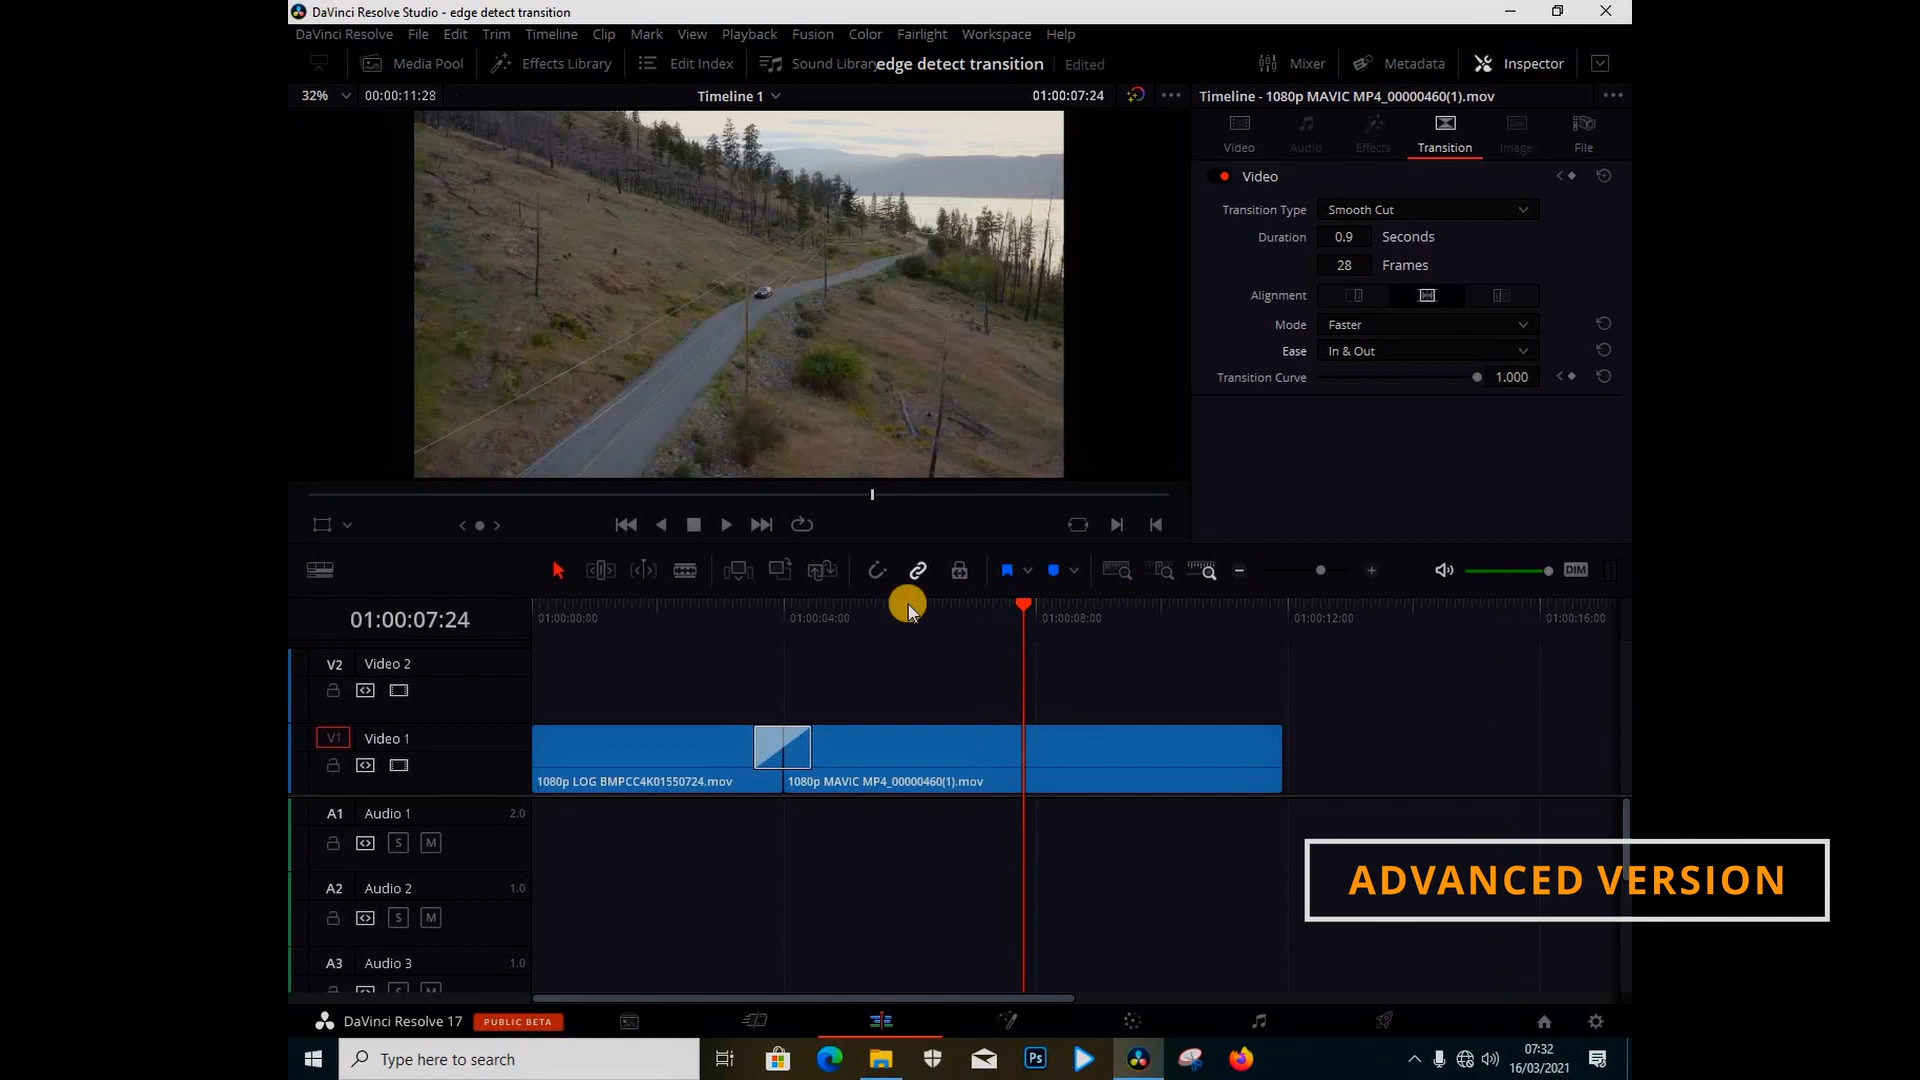 DaVinci Resolve Studio - edge detect transition
DaVinci Resolve File Edit Trim Timeline Clip Mark View Playback Fusion Color Fairlight Workspace Help
Media Pool Effects Library Edit Index Sound Library edge detect transition Edited Mixer Metadata Inspector
32% 00:00:11:28 Timeline 1 01:00:07:24 Timeline - 1080p MAVIC MP4_00000460(1).mov
Video Audio Effects Transition Image File
Video
Transition Type Smooth Cut
Duration 0.9 Seconds
28 Frames
Alignment
Mode Faster
Ease In & Out
Transition Curve 1.000
DIM
01:00:07:24 01:00:00:00 01:00:04:00 01:00:08:00 01:00:12:00 01:00:16:00
V2 Video 2
V1 Video 1
1080p LOG BMPCC4K01550724.mov 1080p MAVIC MP4_00000460(1).mov
A1 Audio 1 2.0
S M
A2 Audio 2 1.0
S M
A3 Audio 3 1.0
S M
ADVANCED VERSION
DaVinci Resolve 17 PUBLIC BETA
Type here to search
Ps
07:32
16/03/2021